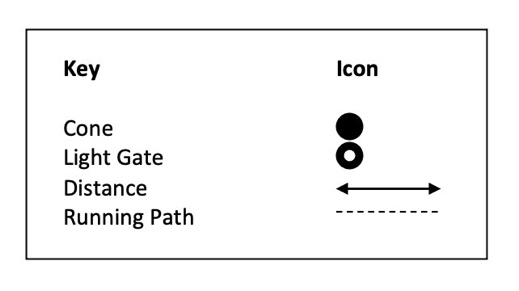 Key Icon
Cone
Light Gate
Distance
Running Path